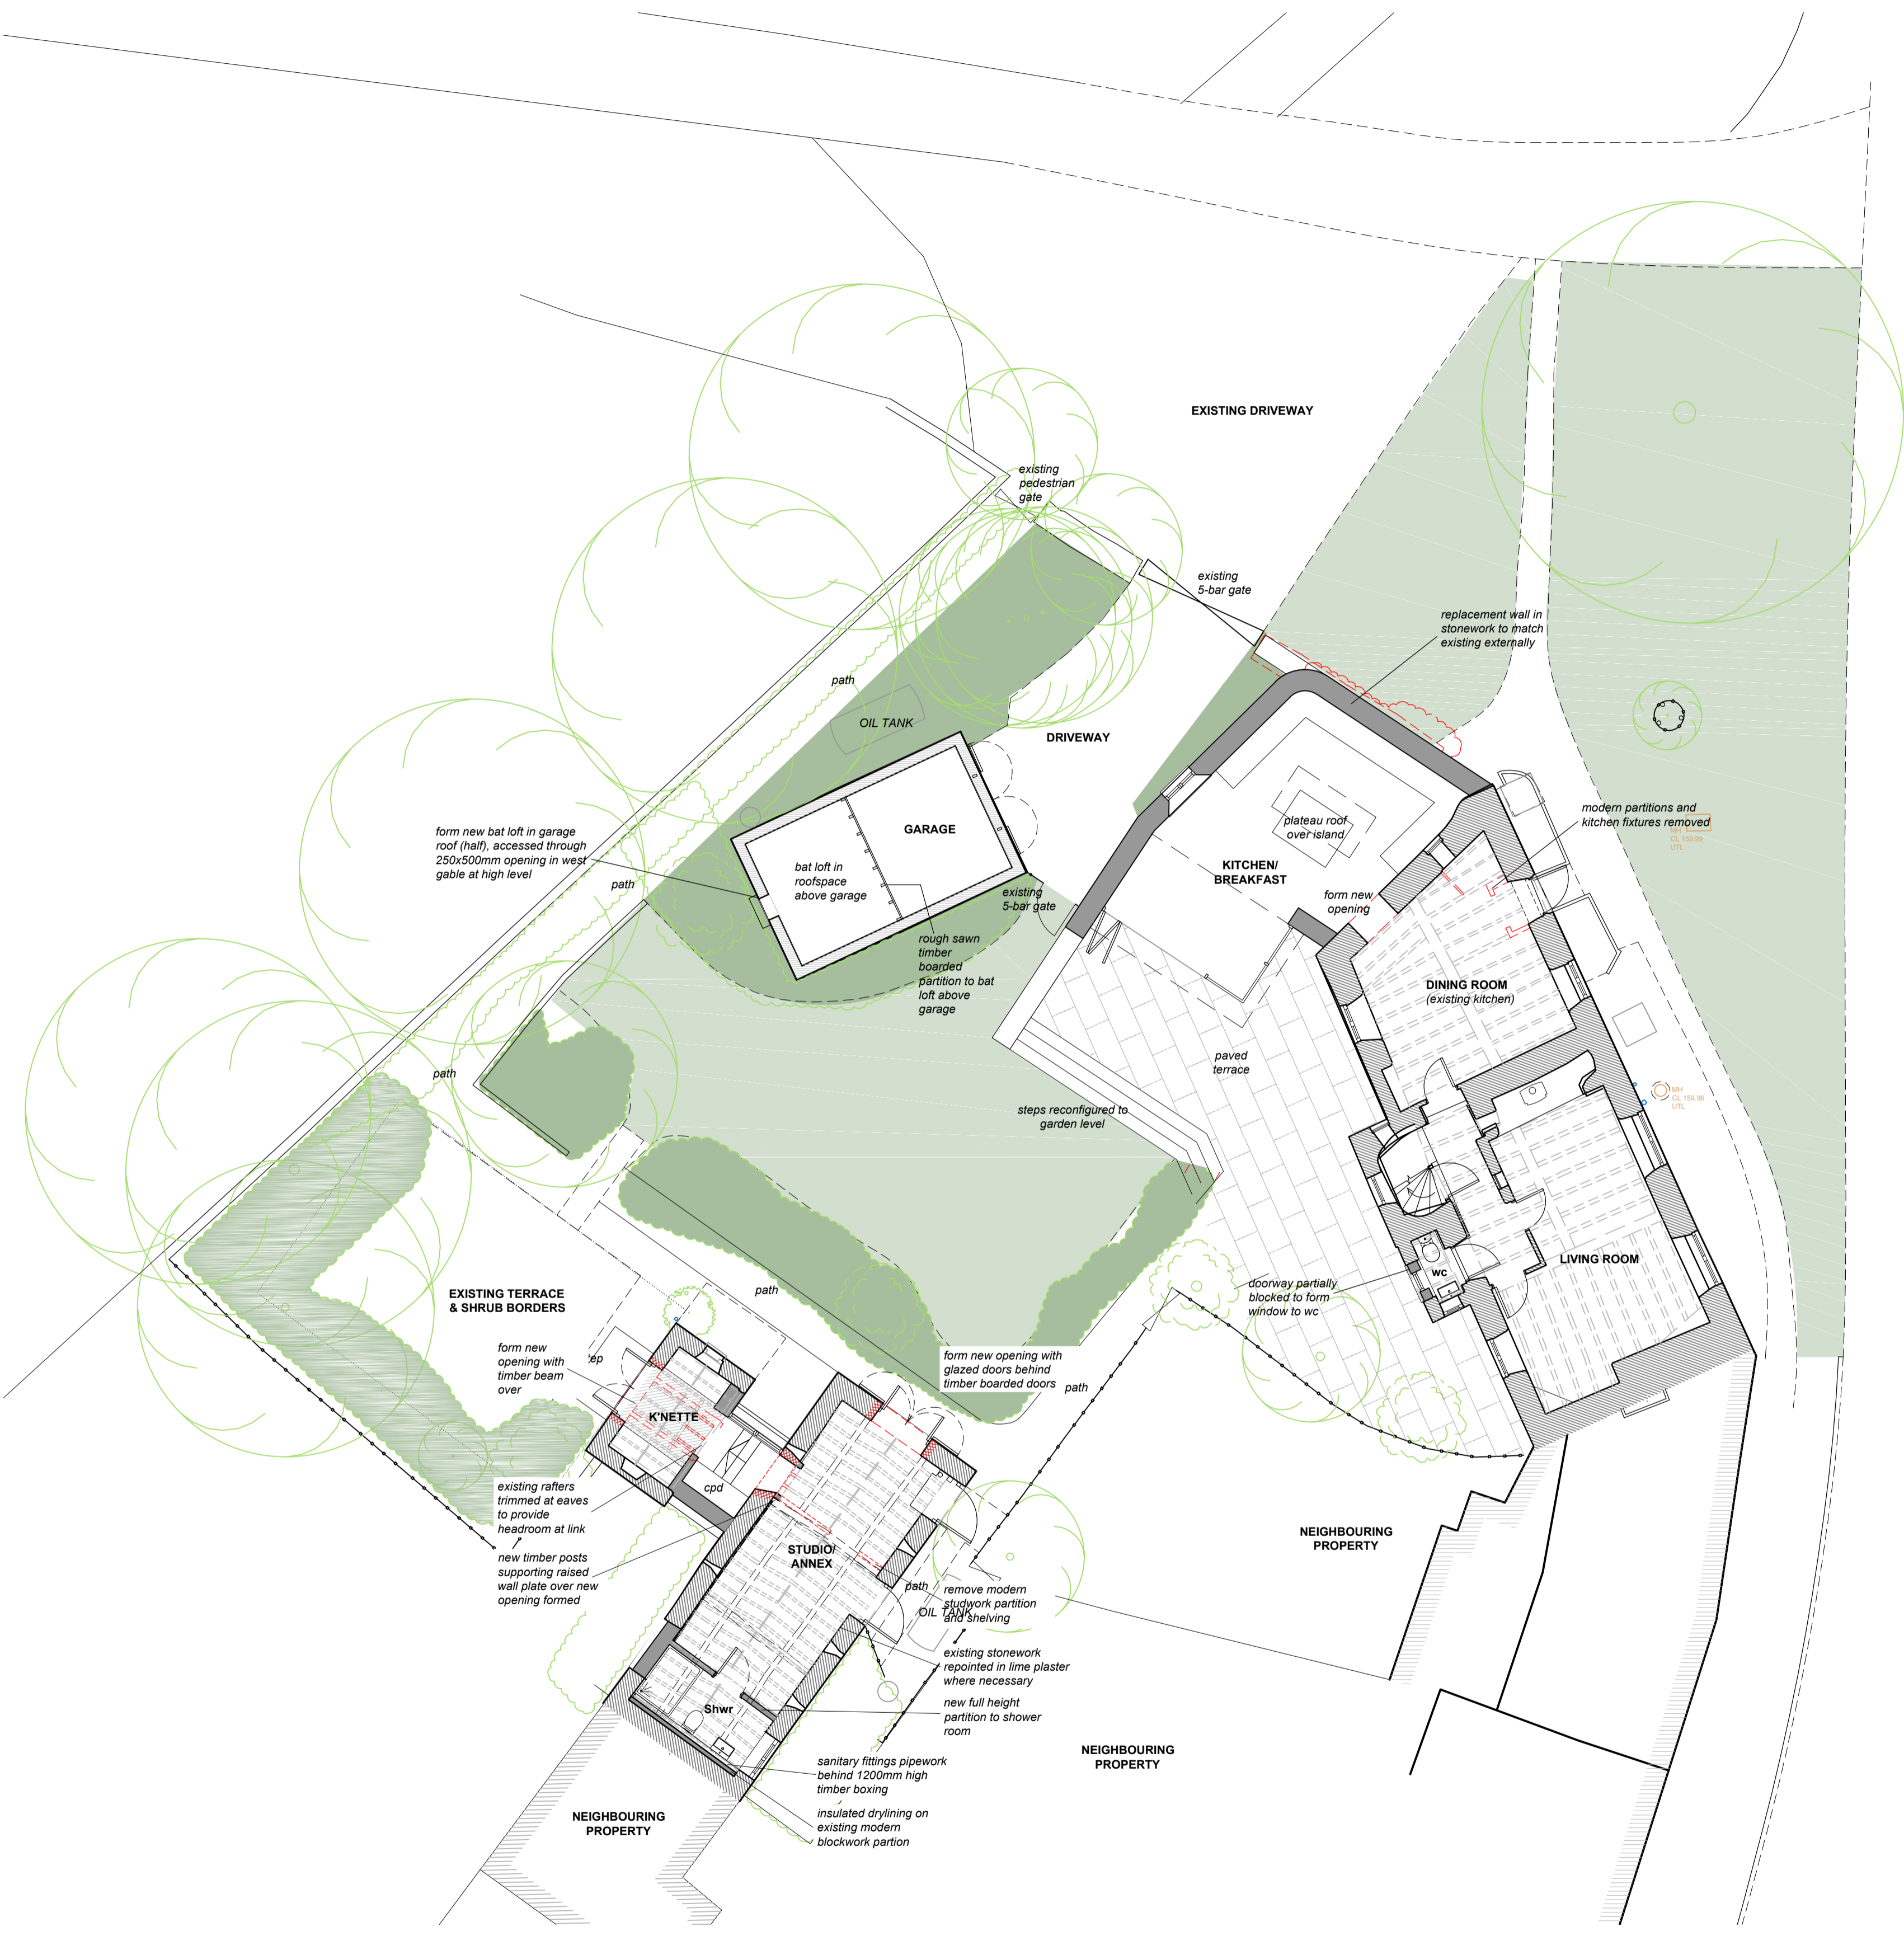 EXISTING DRIVEWAY
existing
pedestrian
gate
existing
5-bar gate
replacement wall in
stonework to match
existing externally
path
OIL TANK
DRIVEWAY
form new bat loft in garage
roof (half), accessed through
250x500mm opening in west
gable at high level
GARAGE
bat loft in
roofspace
above garage
plateau roof
over island
modern partitions and
kitchen fixtures removed
MH
CL 159.99
UTL
KITCHEN/
BREAKFAST
path
existing
5-bar gate
form new
opening
rough sawn
timber
boarded
partition to bat
loft above
garage
DINING ROOM
(existing kitchen)
paved
terrace
path
MH
CL 159.96
UTL
steps reconfigured to
garden level
LIVING ROOM
wc
doorway partially
blocked to form
window to wc
EXISTING TERRACE
& SHRUB BORDERS
path
form new
opening with
timber beam
over
ep
form new opening with
glazed doors behind
timber boarded doors
path
K'NETTE
cpd
existing rafters
trimmed at eaves
to provide
headroom at link
NEIGHBOURING
PROPERTY
STUDIO/
ANNEX
new timber posts
supporting raised
wall plate over new
opening formed
path
OIL TANK
remove modern
studwork partition
and shelving
existing stonework
repointed in lime plaster
where necessary
Shwr
new full height
partition to shower
room
NEIGHBOURING
PROPERTY
sanitary fittings pipework
behind 1200mm high
timber boxing
NEIGHBOURING
PROPERTY
insulated drylining on
existing modern
blockwork partion